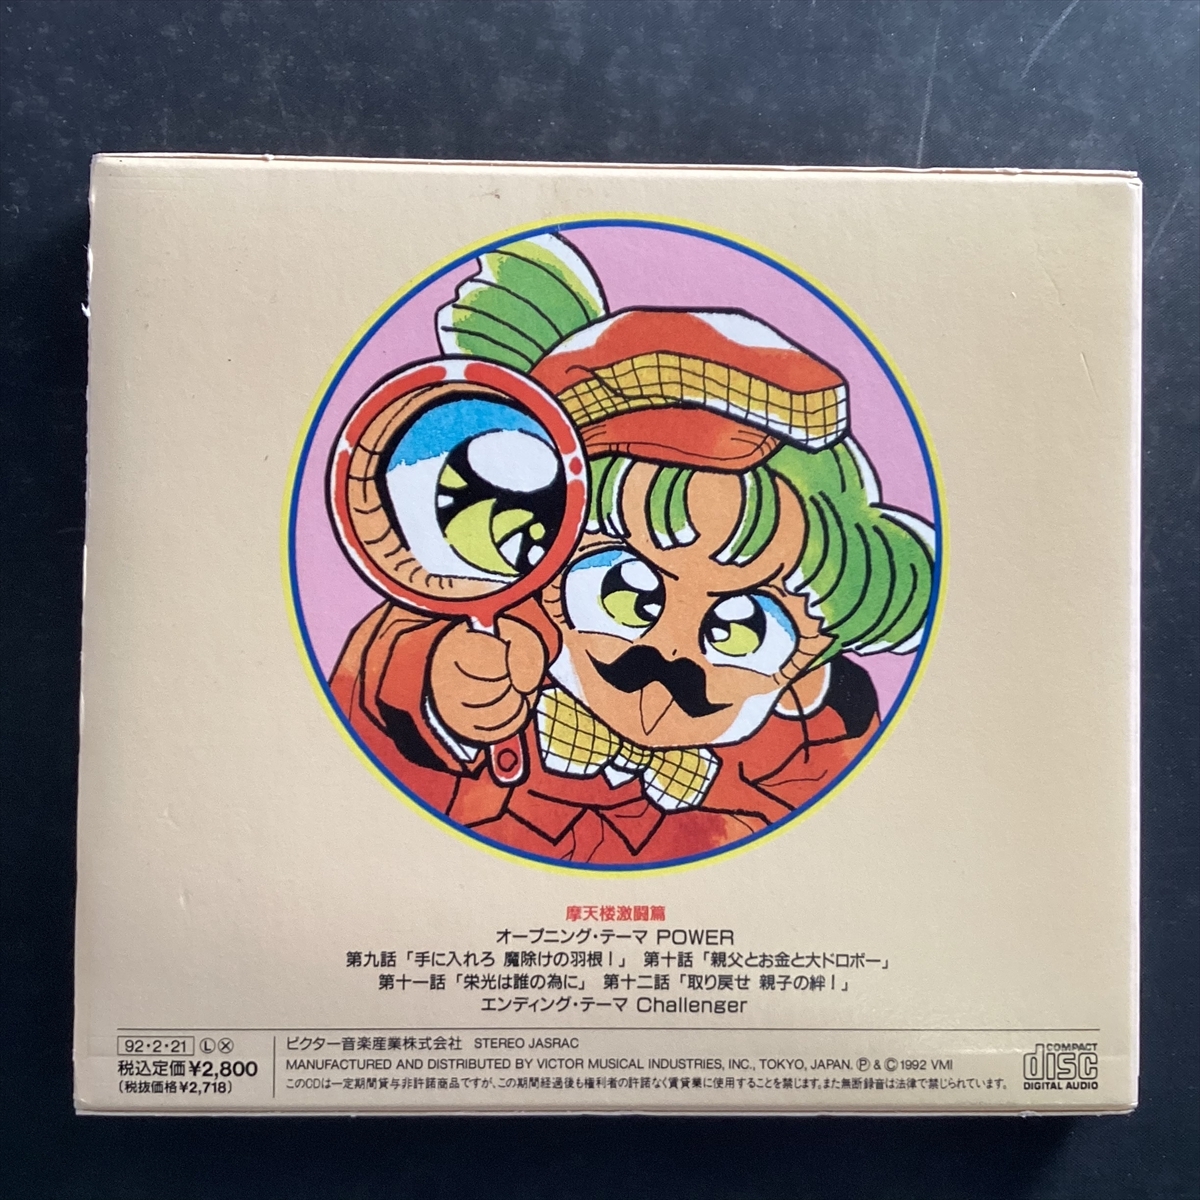 摩天楼激闘篇
オープニング・テーマ POWER
第九話「手に入れろ 魔除けの羽根!」 第十話「親父とお金と大ドロボー」
第十一話「栄光は誰の為に」 第十二話「取り戻せ 親子の絆!」
エンディング・テーマ Challenger
92・2・21 Ⓛ Ⓧ ビクター音楽産業株式会社 STEREO JASRAC
税込定価¥2,800
(税抜価格¥2,718)
MANUFACTURED AND DISTRIBUTED BY VICTOR MUSICAL INDUSTRIES, INC., TOKYO, JAPAN. Ⓟ & Ⓒ 1992 VMI
このCDは一定期間貸与非許諾商品ですが、この期間経過後も権利者の許諾なく賃貸業に使用することを禁じます。また無断録音は法律で禁じられています。
COMPACT
disc
DIGITAL AUDIO